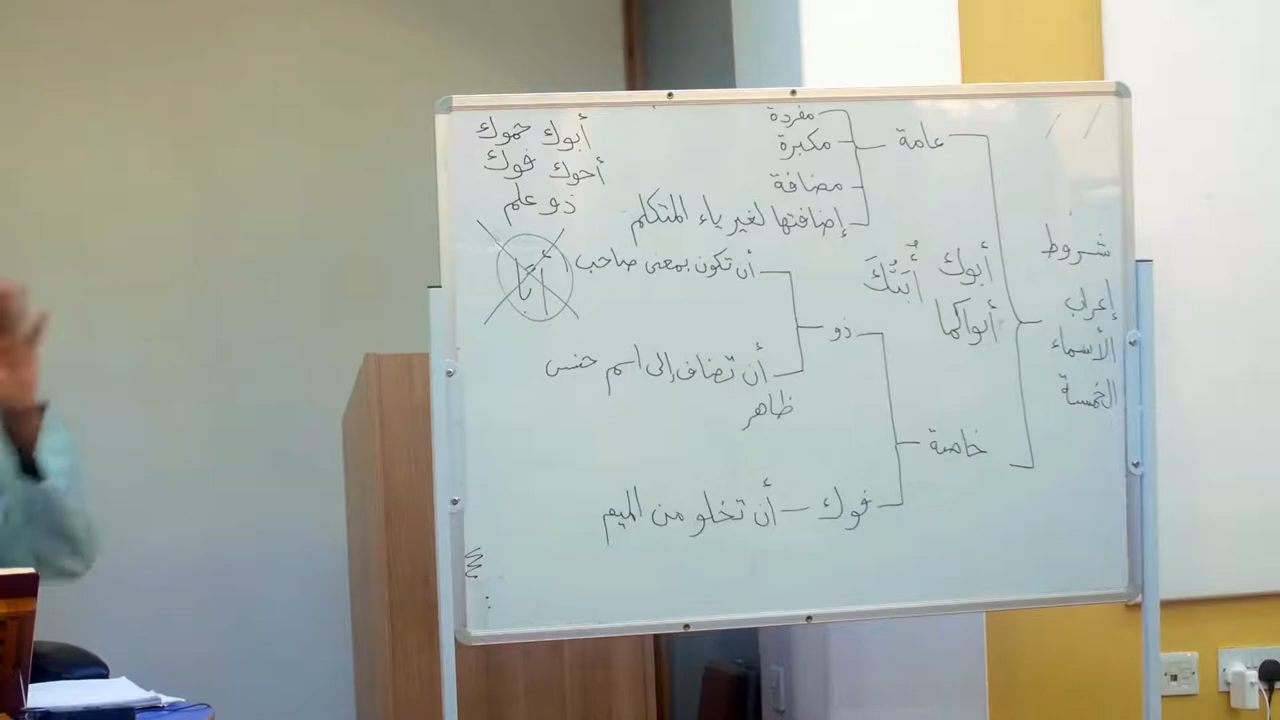 شروط
إعراب
الأسماء
الخمسة
عامة
مفردة
مكبرة
مضافة
إضافتها لغير ياء المتكلم
أبوك
أبواكما
خاصة
ذو
أن تكون بمعنى صاحب
أن تضاف إلى اسم جنس
ظاهر
فوك - أن تخلو من الميم
أبوك حموك
أخوك فوك
ذو علم